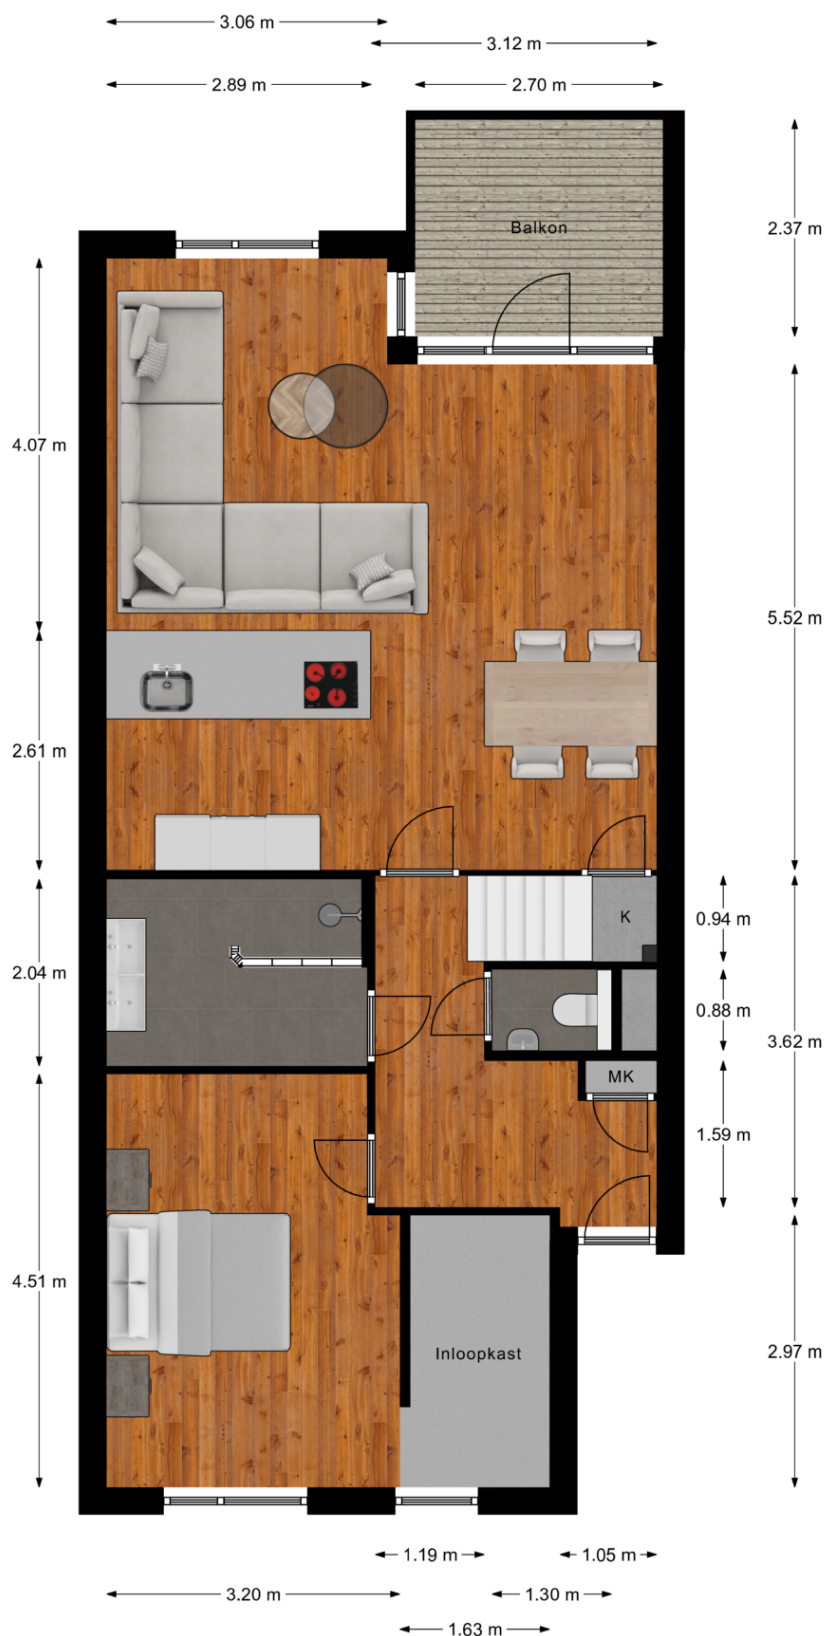 3.06 m
3.12 m
2.89 m
2.70 m
Balkon
2.37 m
4.07 m
5.52 m
2.61 m
K
0.94 m
2.04 m
0.88 m
3.62 m
MK
1.59 m
4.51 m
Inloopkast
2.97 m
1.19 m
1.05 m
3.20 m
1.30 m
1.63 m